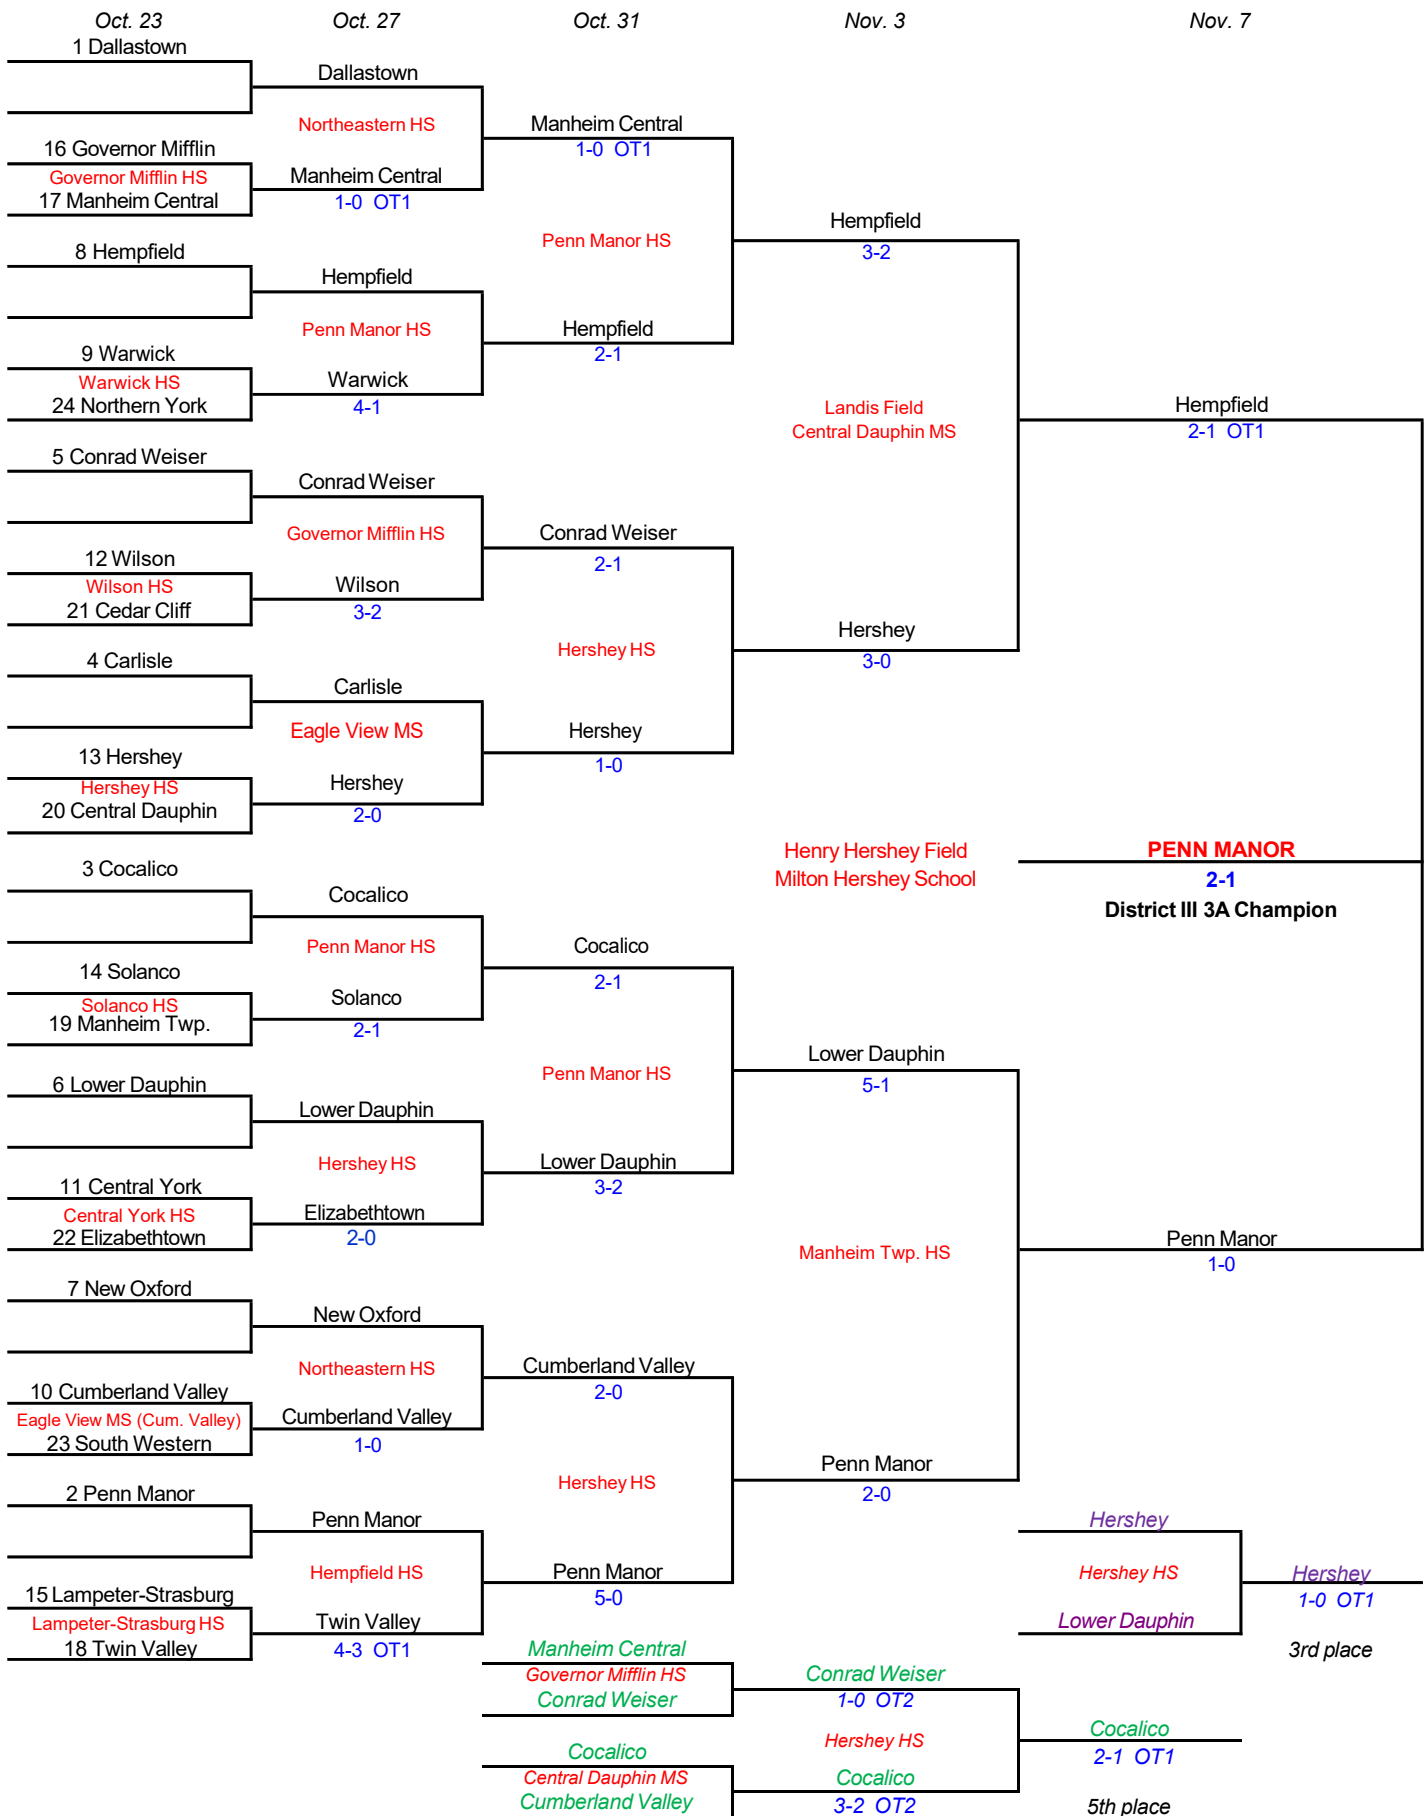 Oct. 23
Oct. 27
Oct. 31
Nov. 3
Nov. 7
1 Dallastown
16 Governor Mifflin
Governor Mifflin HS
17 Manheim Central
8 Hempfield
9 Warwick
Warwick HS
24 Northern York
5 Conrad Weiser
12 Wilson
Wilson HS
21 Cedar Cliff
4 Carlisle
13 Hershey
Hershey HS
20 Central Dauphin
3 Cocalico
14 Solanco
Solanco HS
19 Manheim Twp.
6 Lower Dauphin
11 Central York
Central York HS
22 Elizabethtown
7 New Oxford
10 Cumberland Valley
Eagle View MS (Cum. Valley)
23 South Western
2 Penn Manor
15 Lampeter-Strasburg
Lampeter-Strasburg HS
18 Twin Valley
Dallastown
Northeastern HS
Manheim Central
1-0 OT1
Hempfield
Penn Manor HS
Warwick
4-1
Conrad Weiser
Governor Mifflin HS
Wilson
3-2
Carlisle
Eagle View MS
Hershey
2-0
Cocalico
Penn Manor HS
Solanco
2-1
Lower Dauphin
Hershey HS
Elizabethtown
2-0
New Oxford
Northeastern HS
Cumberland Valley
1-0
Penn Manor
Hempfield HS
Twin Valley
4-3 OT1
Manheim Central
1-0 OT1
Penn Manor HS
Hempfield
2-1
Conrad Weiser
2-1
Hershey HS
Hershey
1-0
Cocalico
2-1
Penn Manor HS
Lower Dauphin
3-2
Cumberland Valley
2-0
Hershey HS
Penn Manor
5-0
Hempfield
3-2
Landis Field
Central Dauphin MS
Hershey
3-0
Henry Hershey Field
Milton Hershey School
Lower Dauphin
5-1
Manheim Twp. HS
Penn Manor
2-0
Hempfield
2-1 OT1
PENN MANOR
2-1
District III 3A Champion
Penn Manor
1-0
Hershey
Hershey HS
Lower Dauphin
Hershey
1-0 OT1
3rd place
Manheim Central
Governor Mifflin HS
Conrad Weiser
Cocalico
Central Dauphin MS
Cumberland Valley
Conrad Weiser
1-0 OT2
Hershey HS
Cocalico
3-2 OT2
Cocalico
2-1 OT1
5th place